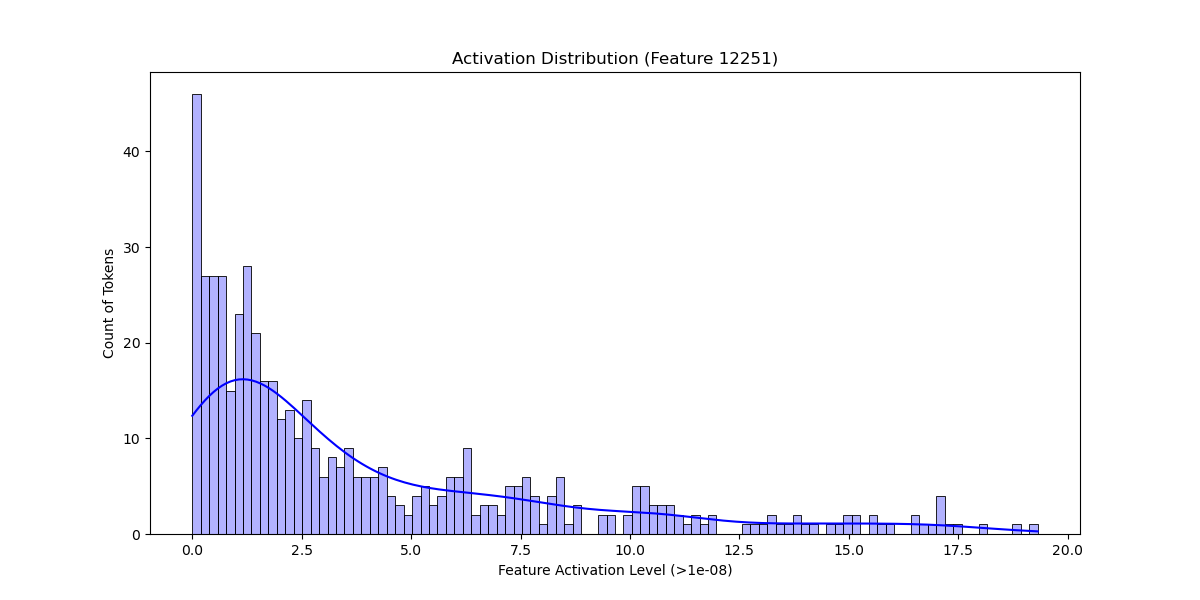 Activation Distribution (Feature 12251)
Count of Tokens
40
30
20
10
0
0.0 2.5 5.0 7.5 10.0 12.5 15.0 17.5 20.0
Feature Activation Level (>1e-08)